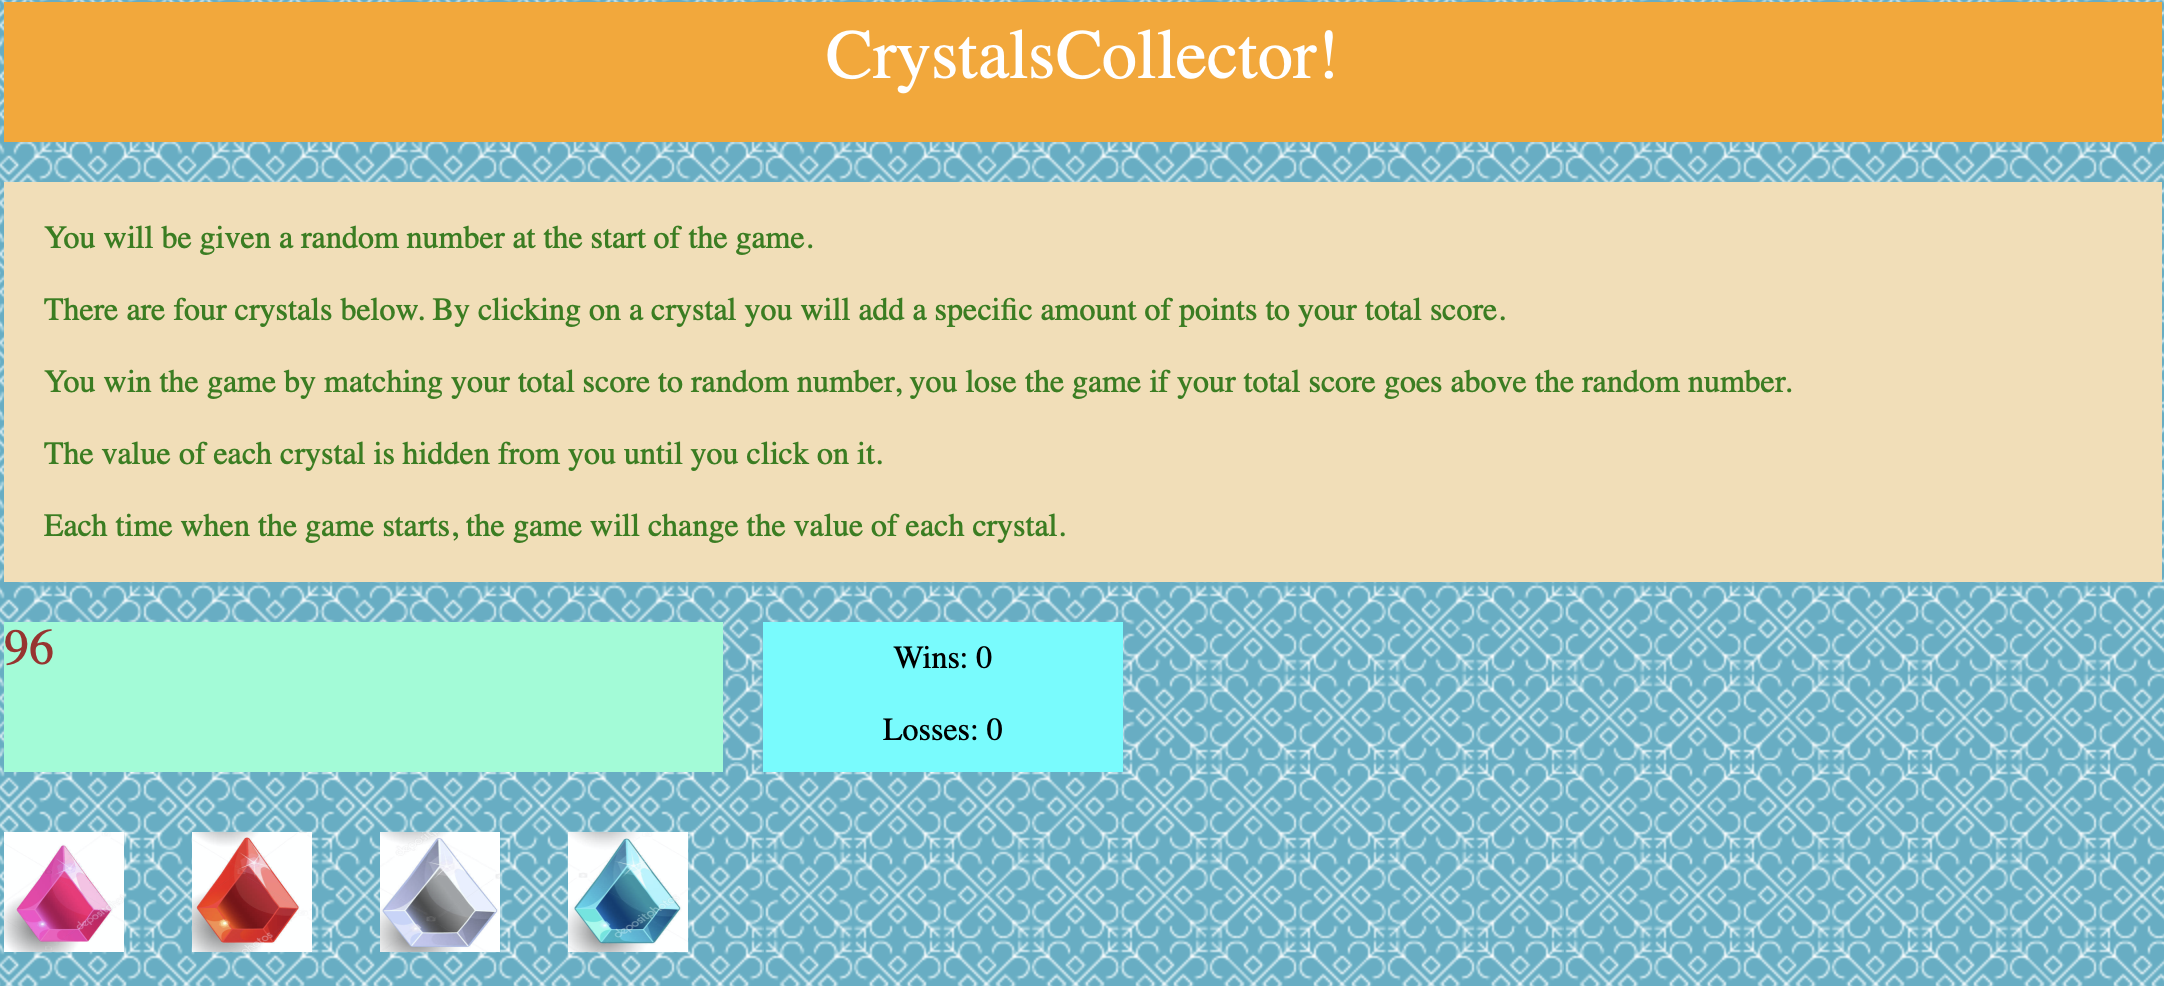 CrystalsCollector!
You will be given a random number at the start of the game.
There are four crystals below. By clicking on a crystal you will add a specific amount of points to your total score.
You win the game by matching your total score to random number, you lose the game if your total score goes above the random number.
The value of each crystal is hidden from you until you click on it.
Each time when the game starts, the game will change the value of each crystal.
96
Wins: 0
Losses: 0